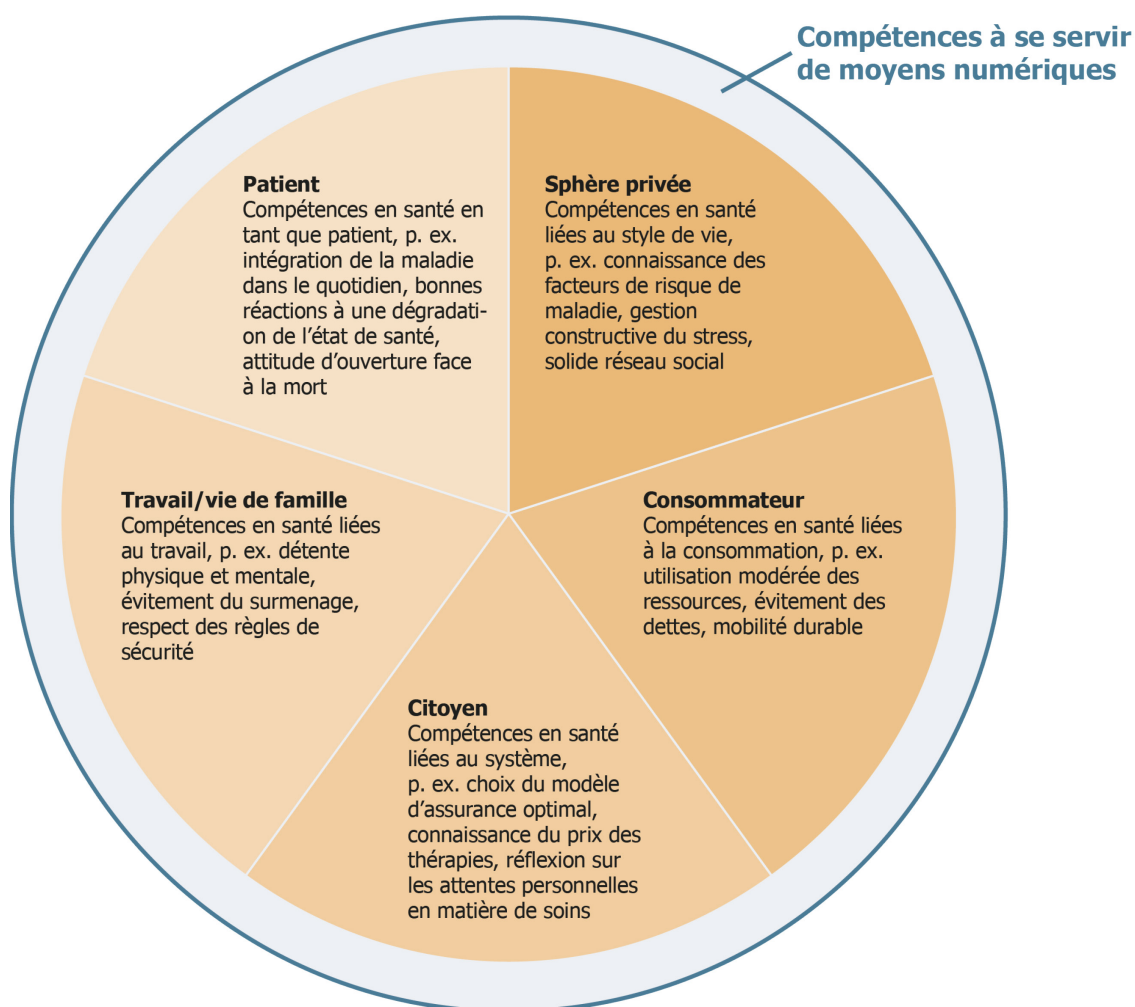 Compétences à se servir
de moyens numériques
Patient
Compétences en santé en
tant que patient, p. ex.
intégration de la maladie
dans le quotidien, bonnes
réactions à une dégradati-
on de l’état de santé,
attitude d’ouverture face
à la mort
Sphère privée
Compétences en santé
liées au style de vie,
p. ex. connaissance des
facteurs de risque de
maladie, gestion
constructive du stress,
solide réseau social
Travail/vie de famille
Compétences en santé liées
au travail, p. ex. détente
physique et mentale,
évitement du surmenage,
respect des règles de
sécurité
Consommateur
Compétences en santé liées
à la consommation, p. ex.
utilisation modérée des
ressources, évitement des
dettes, mobilité durable
Citoyen
Compétences en santé
liées au système,
p. ex. choix du modèle
d’assurance optimal,
connaissance du prix des
thérapies, réflexion sur
les attentes personnelles
en matière de soins